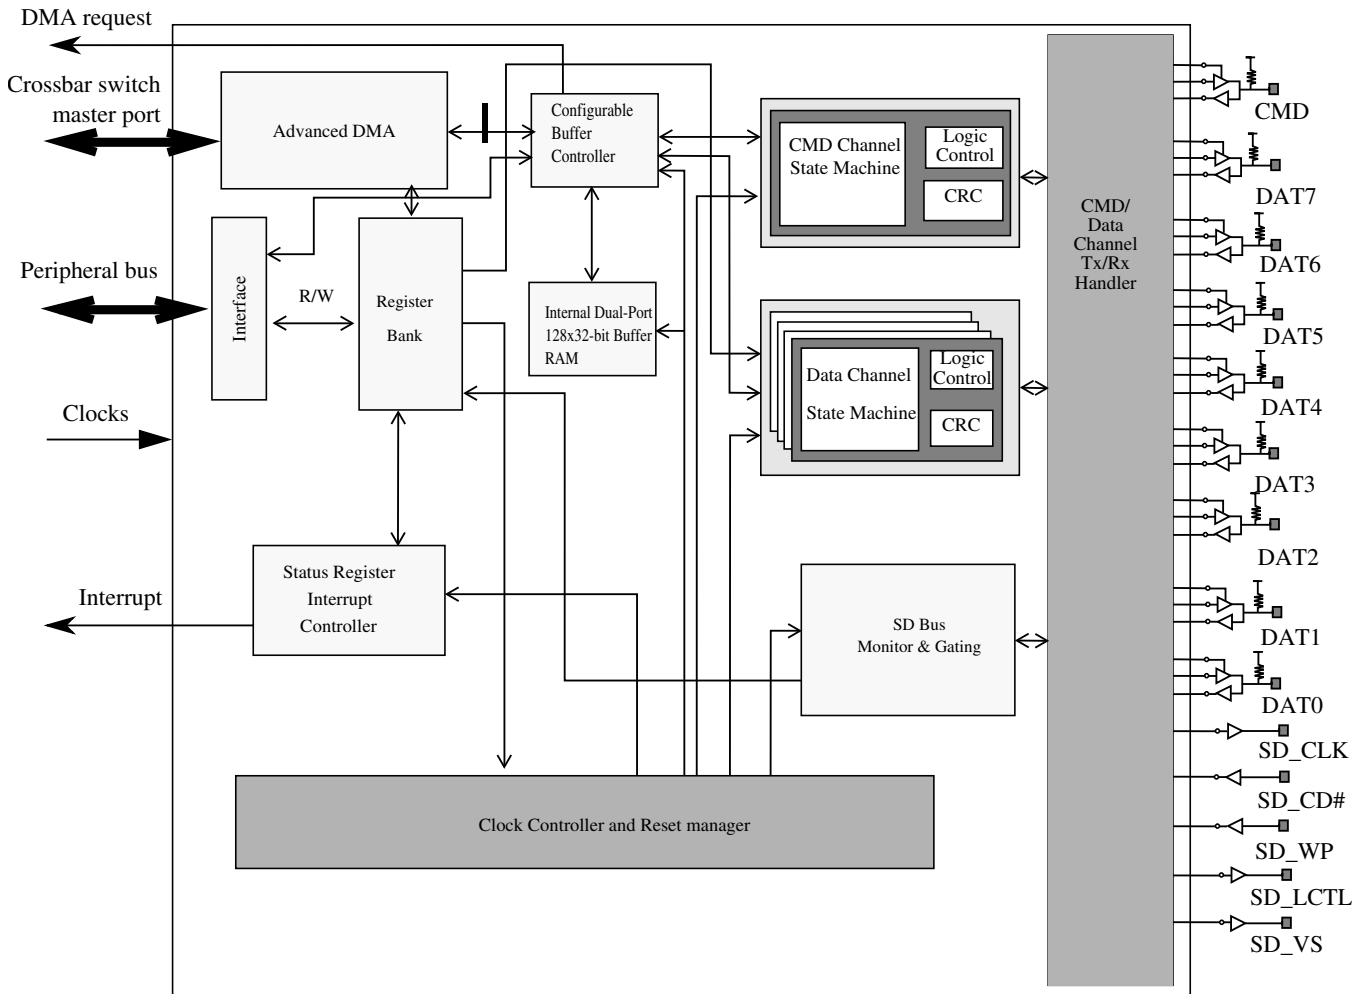 DMA request
Crossbar switch
master port
Peripheral bus
Clocks
Interrupt
Advanced DMA
Configurable
Buffer
Controller
Interface
R/W
Register
Bank
Internal Dual-Port
128x32-bit Buffer
RAM
Status Register
Interrupt
Controller
CMD Channel
State Machine
Logic
Control
CRC
Data Channel
State Machine
Logic
Control
CRC
SD Bus
Monitor & Gating
Clock Controller and Reset manager
CMD/
Data
Channel
Tx/Rx
Handler
CMD
DAT7
DAT6
DAT5
DAT4
DAT3
DAT2
DAT1
DAT0
SD_CLK
SD_CD#
SD_WP
SD_LCTL
SD_VS